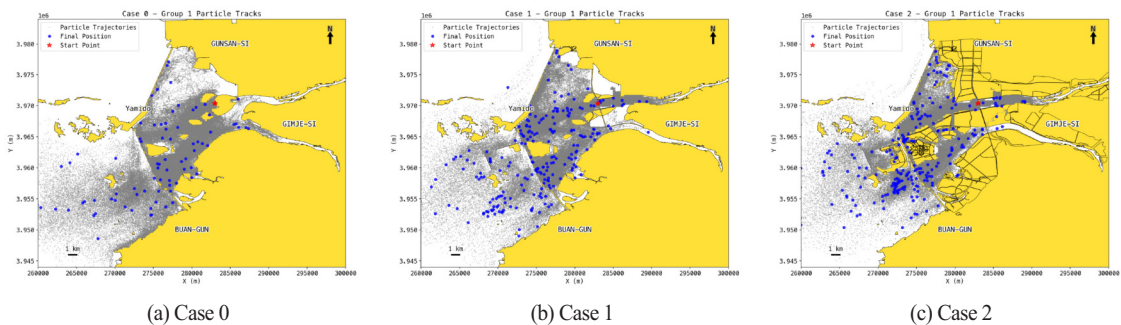 Case 0 – Group 1 Particle Tracks
1e6
Particle Trajectories
Final Position
Start Point
N
GUNSAN-SI
Yamido
GIMJE-SI
BUAN-GUN
1 km
3.980
3.975
3.970
3.965
3.960
3.955
3.950
3.945
Y (m)
260000 265000 270000 275000 280000 285000 290000 295000 300000
X (m)
(a) Case 0
Case 1 – Group 1 Particle Tracks
1e6
Particle Trajectories
Final Position
Start Point
N
GUNSAN-SI
Yamido
GIMJE-SI
BUAN-GUN
1 km
3.980
3.975
3.970
3.965
3.960
3.955
3.950
3.945
Y (m)
260000 265000 270000 275000 280000 285000 290000 295000 300000
X (m)
(b) Case 1
Case 2 – Group 1 Particle Tracks
1e6
Particle Trajectories
Final Position
Start Point
N
GUNSAN-SI
Yamido
GIMJE-SI
BUAN-GUN
1 km
3.980
3.975
3.970
3.965
3.960
3.955
3.950
3.945
Y (m)
260000 265000 270000 275000 280000 285000 290000 295000 300000
X (m)
(c) Case 2